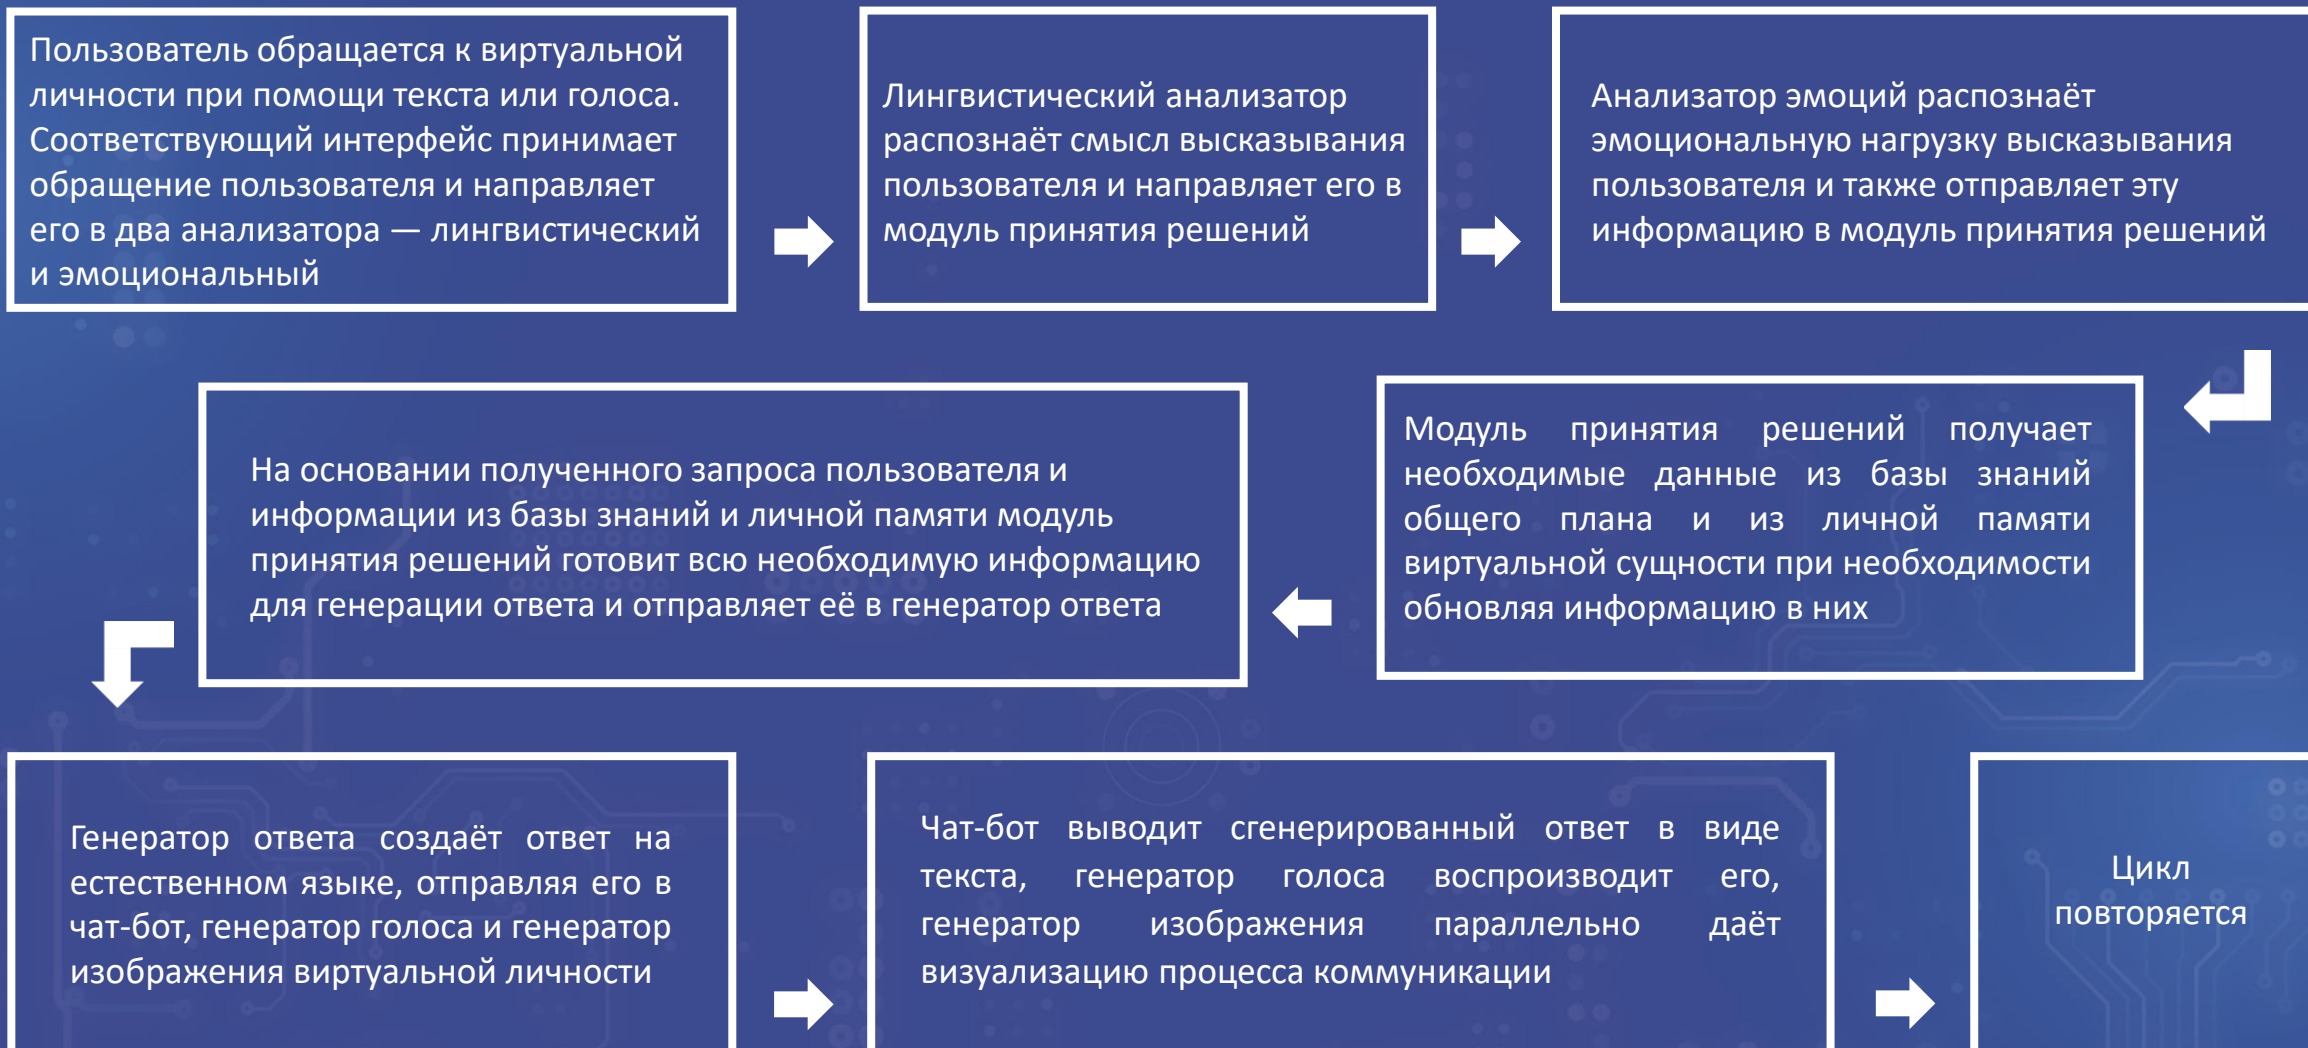 Пользователь обращается к виртуальной
личности при помощи текста или голоса.
Соответствующий интерфейс принимает
обращение пользователя и направляет
его в два анализатора — лингвистический
и эмоциональный
Лингвистический анализатор
распознаёт смысл высказывания
пользователя и направляет его в
модуль принятия решений
Анализатор эмоций распознаёт
эмоциональную нагрузку высказывания
пользователя и также отправляет эту
информацию в модуль принятия решений
Модуль принятия решений получает
необходимые данные из базы знаний
общего плана и из личной памяти
виртуальной сущности при необходимости
обновляя информацию в них
На основании полученного запроса пользователя и
информации из базы знаний и личной памяти модуль
принятия решений готовит всю необходимую информацию
для генерации ответа и отправляет её в генератор ответа
Генератор ответа создаёт ответ на
естественном языке, отправляя его в
чат-бот, генератор голоса и генератор
изображения виртуальной личности
Чат-бот выводит сгенерированный ответ в виде
текста, генератор голоса воспроизводит его,
генератор изображения параллельно даёт
визуализацию процесса коммуникации
Цикл
повторяется